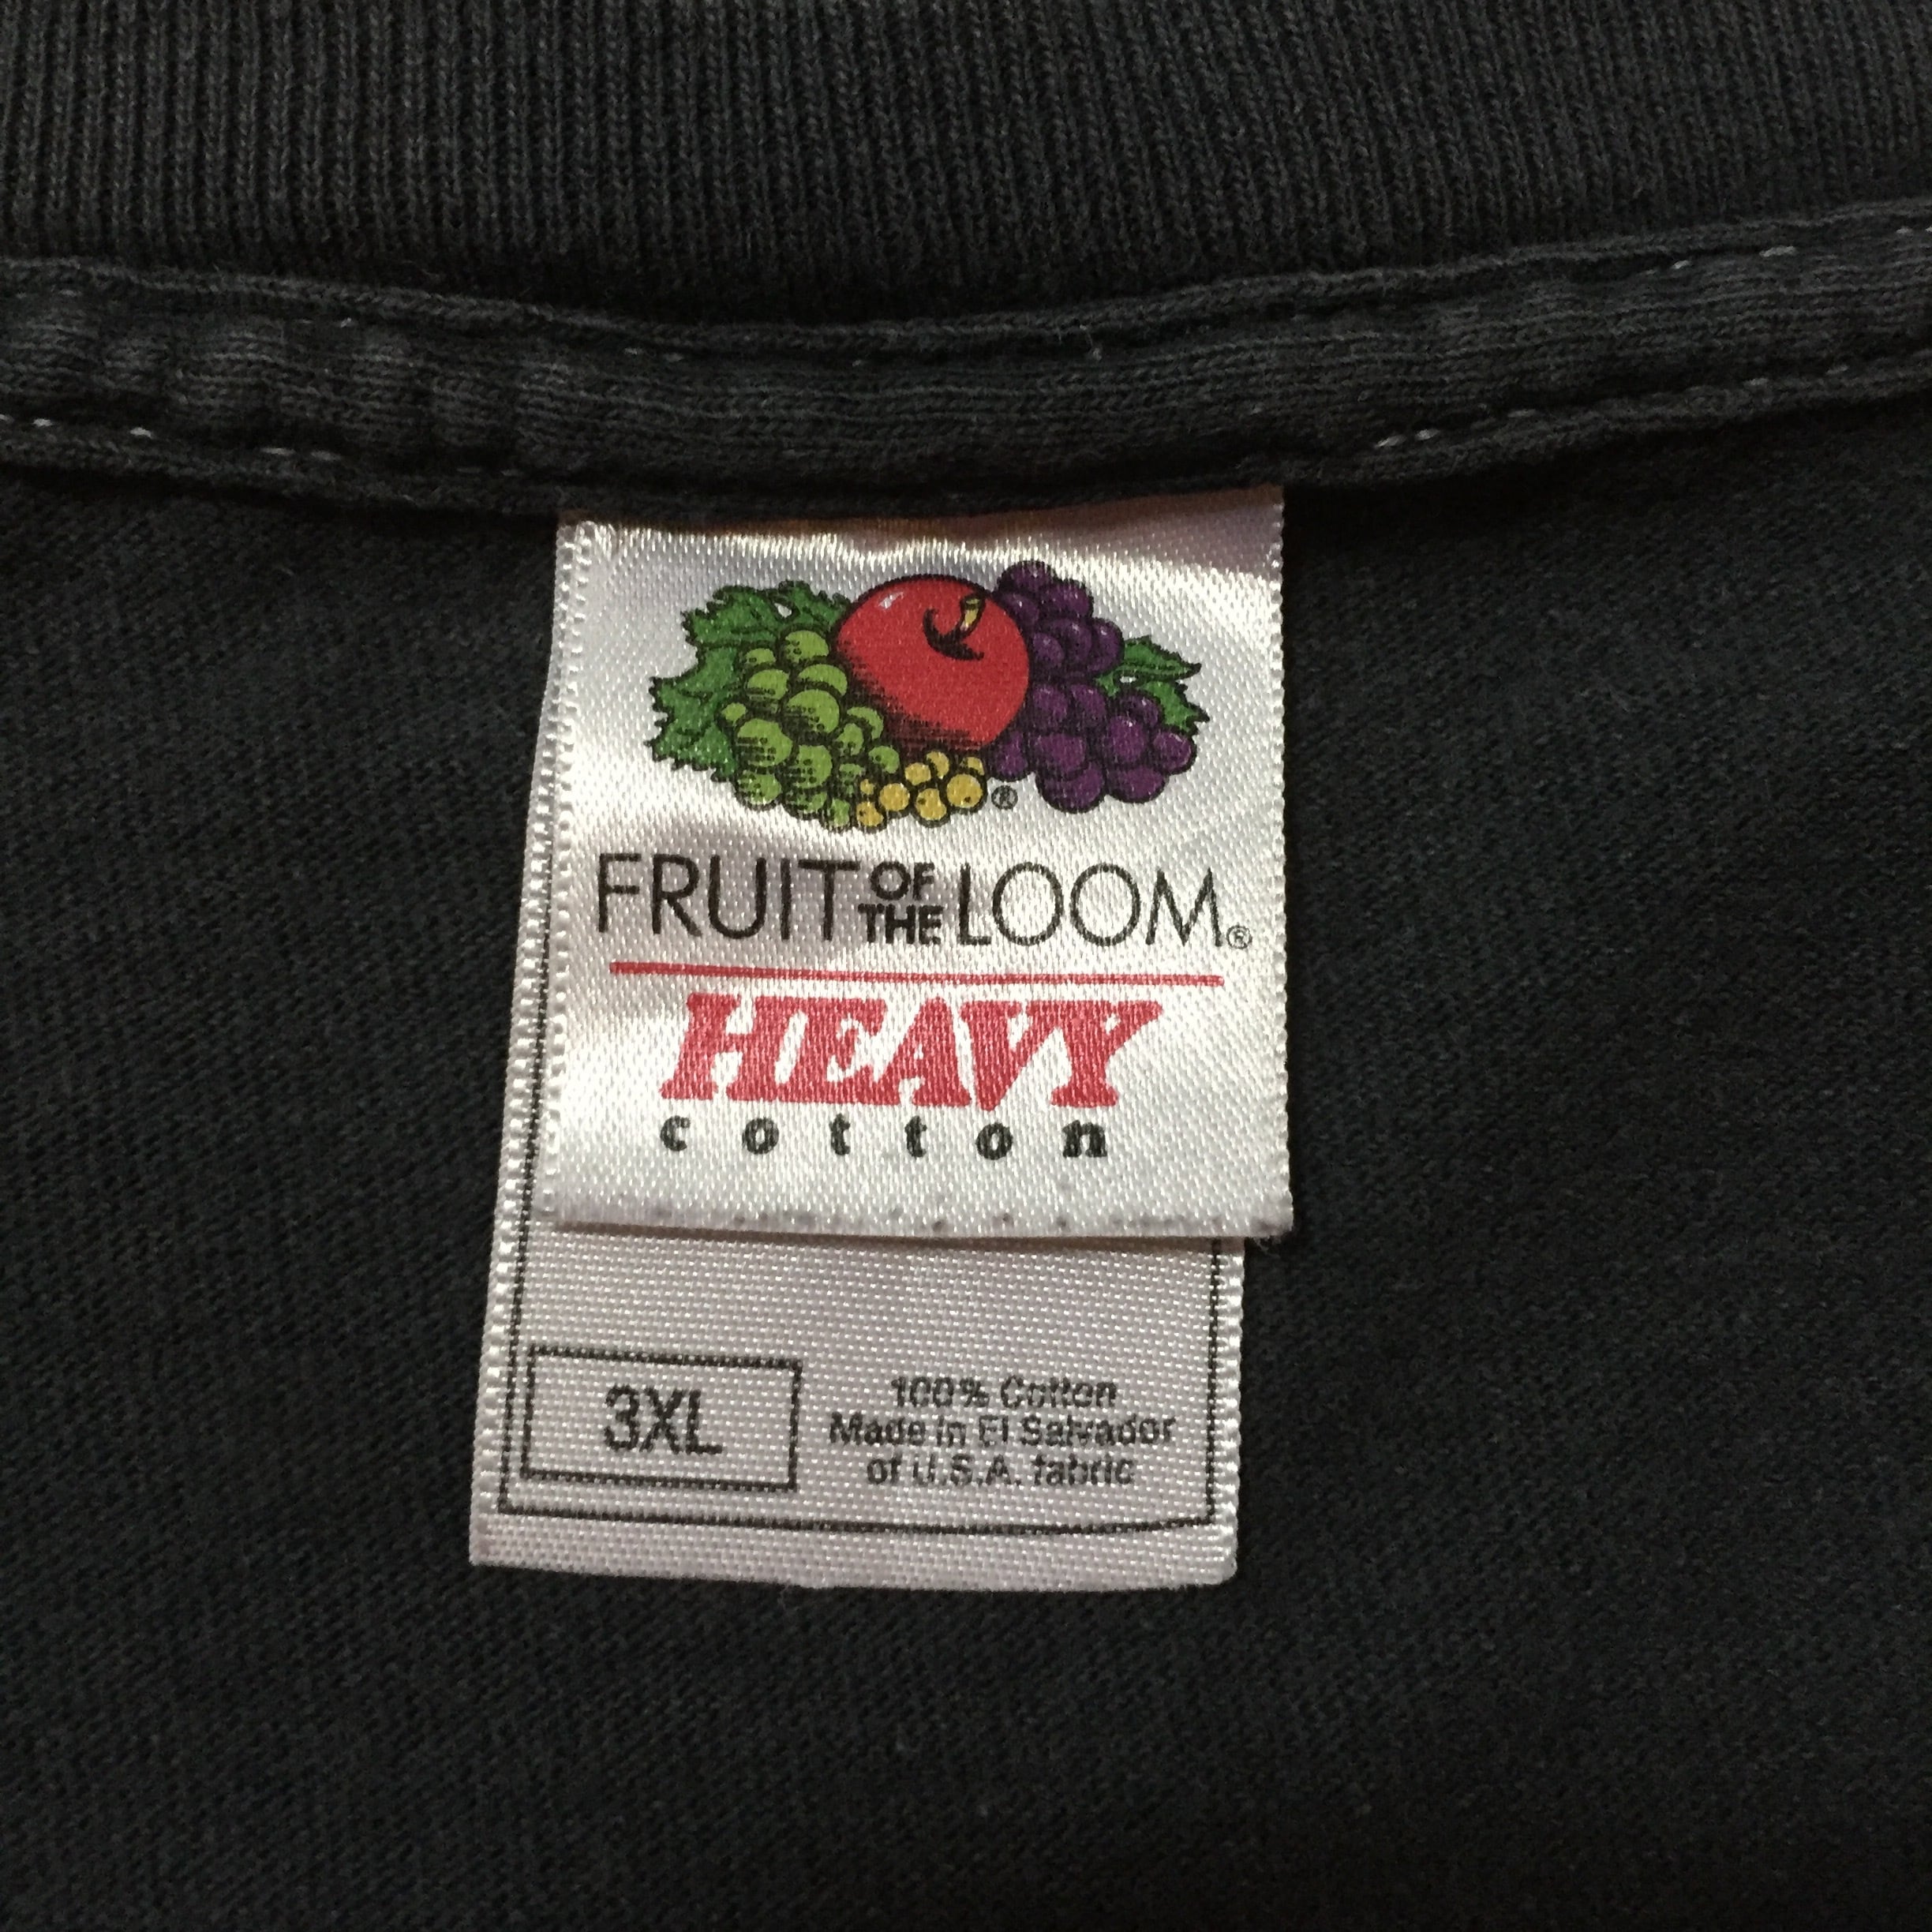 ®
FRUIT OF THE LOOM®
HEAVY
cotton
3XL
100% Cotton
Made in El Salvador
of U.S.A. fabric